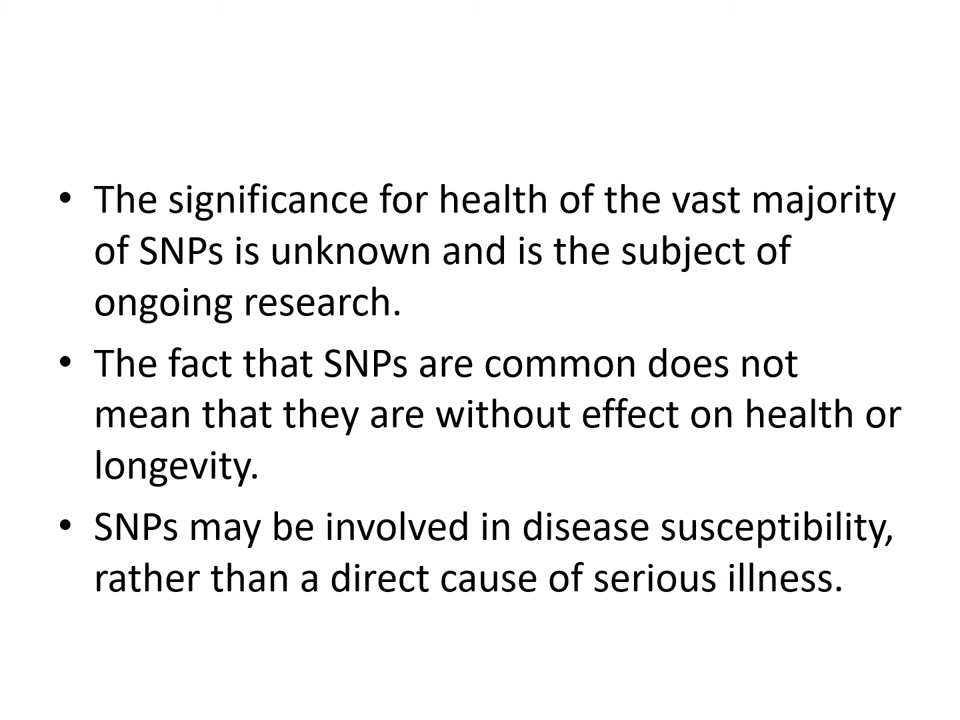 • The significance for health of the vast majority
of SNPs is unknown and is the subject of
ongoing research.
• The fact that SNPs are common does not
mean that they are without effect on health or
longevity.
• SNPs may be involved in disease susceptibility,
rather than a direct cause of serious illness.